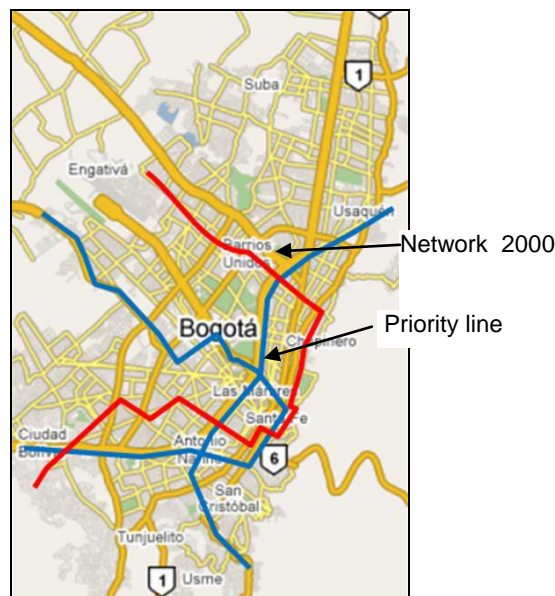 1
Suba
Engativá
Usaquén
Barrios
Unidos
Network 2000
Priority line
Bogotá
Chapinero
Las Mártires
Santa Fe
Ciudad
Antonio
Nariño
6
San
Cristóbal
Tunjuelito
1
Usme